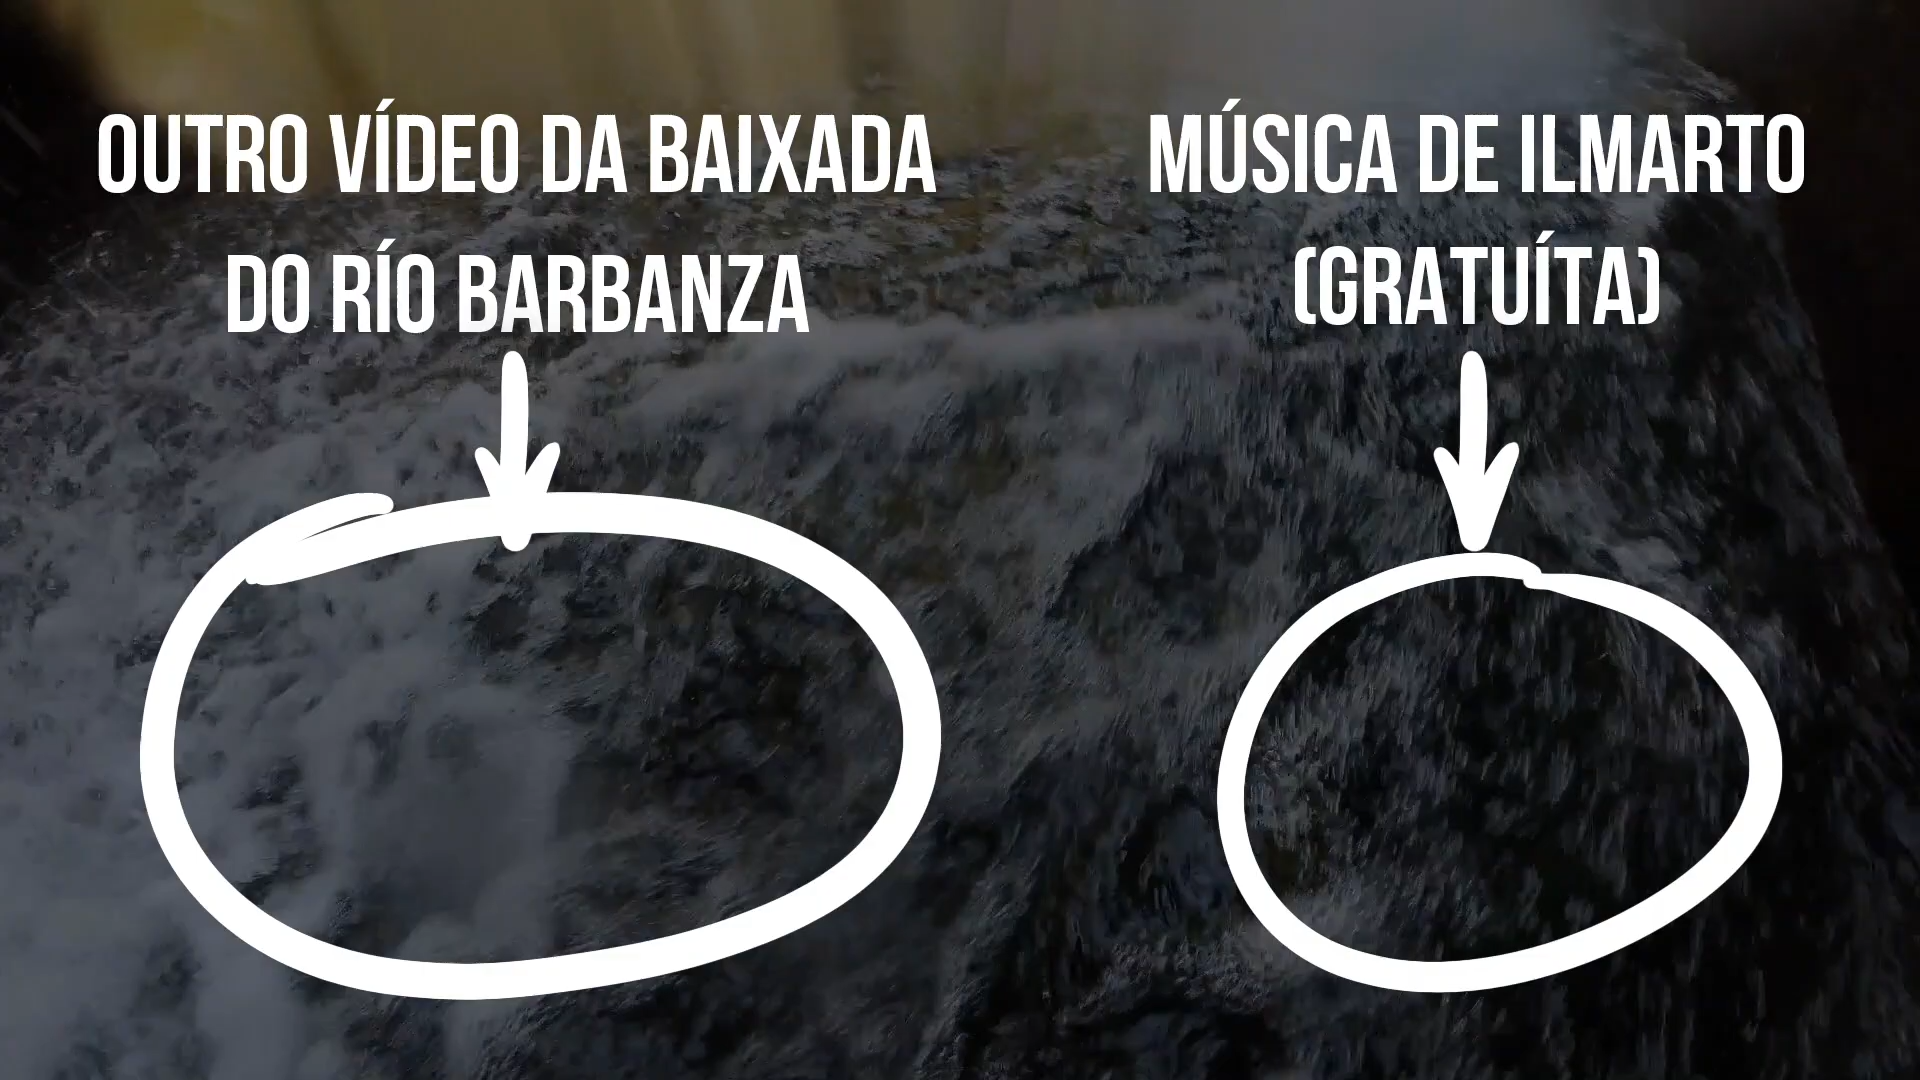 OUTRO VÍDEO DA BAIXADA
DO RÍO BARBANZA
MÚSICA DE ILMARTO
(GRATUÍTA)